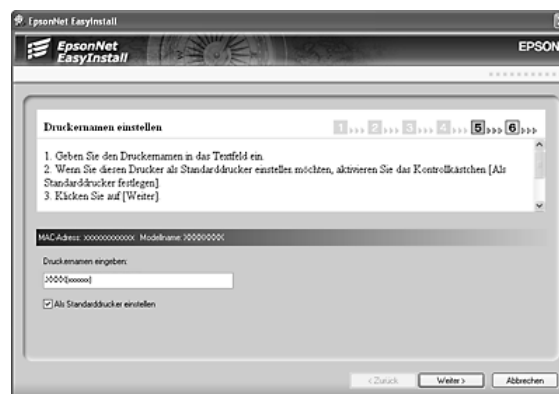 EpsonNet EasyInstall
EpsonNet
EasyInstall
EPSON
Druckernamen einstellen
1 2 3 4 5 6
1. Geben Sie den Druckernamen in das Textfeld ein.
2. Wenn Sie diesen Drucker als Standarddrucker einstellen möchten, aktivieren Sie das Kontrollkästchen [Als
Standarddrucker festlegen].
3. Klicken Sie auf [Weiter].
MAC-Adress: xxxxxxxxxxxx Modellname: XXXXXXXX
Druckernamen eingeben:
XXXX(xxxxxx)
Als Standarddrucker einstellen
< Zurück
Weiter >
Abbrechen